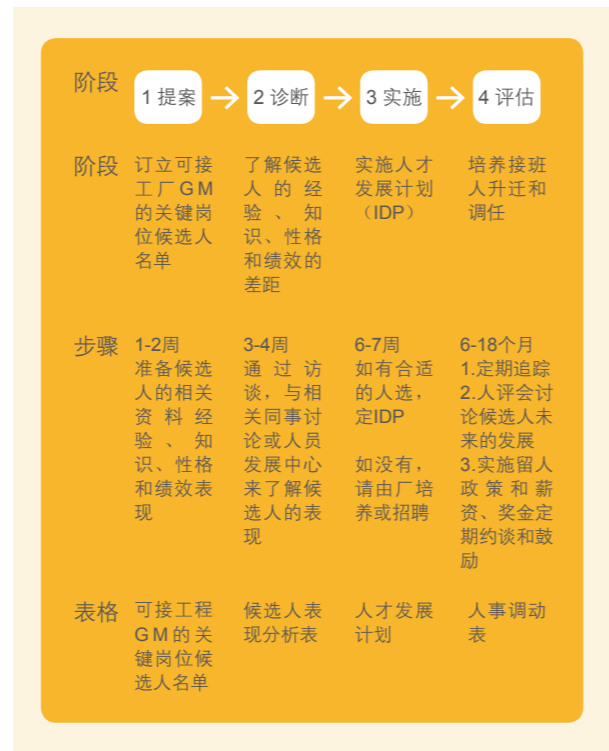 阶段 1 提案 → 2 诊断 → 3 实施 → 4 评估
阶段
订立可接
工厂GM
的关键岗
位候选人
名单
了解候选
人的经
验、知
识、性格
和绩效的
差距
实施人才
发展计划
（IDP）
培养接班
人升迁和
调任
步骤
1-2周
准备候选
人的相关
资料经
验、知
识、性格
和绩效表
现
3-4周
通过访
谈，与相
关同事讨
论或人员
发展中心
来了解候
选人的表
现
6-7周
如有合适
的人选，
定IDP
如没有，
请由厂培
养或招聘
6-18个月
1.定期追踪
2.人评会讨
论候选人未
来的发展
3.实施留人
政策和薪
资、奖金定
期约谈和鼓
励
表格
可接工程
GM的关
键岗位候
选人名单
候选人表
现分析表
人才发展
计划
人事调动
表